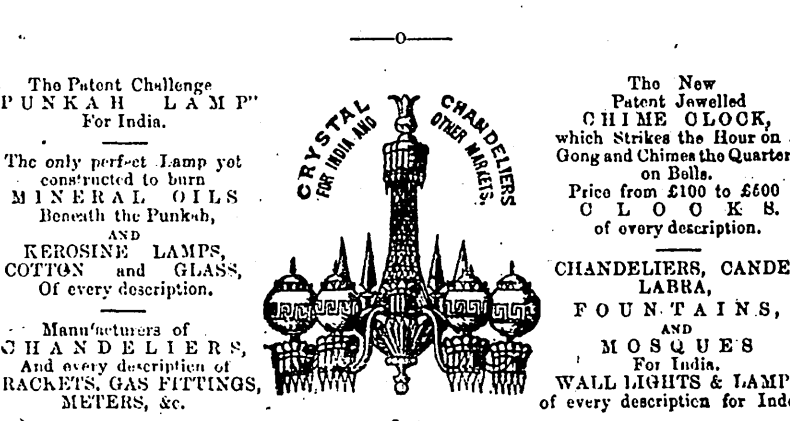 The Patent Challenge
PUNKAH LAMP"
For India.
The only perfect Lamp yet
constructed to burn
MINERAL OILS
Beneath the Punkah,
AND
KEROSINE LAMPS,
COTTON and GLASS,
Of every description.
Manufacturers of
CHANDELIERS,
And every description of
RACKETS, GAS FITTINGS,
METERS, &c.
CRYSTAL CHANDELIERS
FOR INDIA AND OTHER MARKETS.
The New
Patent Jewelled
CHIME CLOCK,
which Strikes the Hour on
Gong and Chimes the Quarter
on Bells.
Price from £100 to £600
CLOCKS.
of every description.
CHANDELIERS, CANDE
LABRA,
FOUNTAINS,
AND
MOSQUES
For India.
WALL LIGHTS & LAMP
of every description for Ind